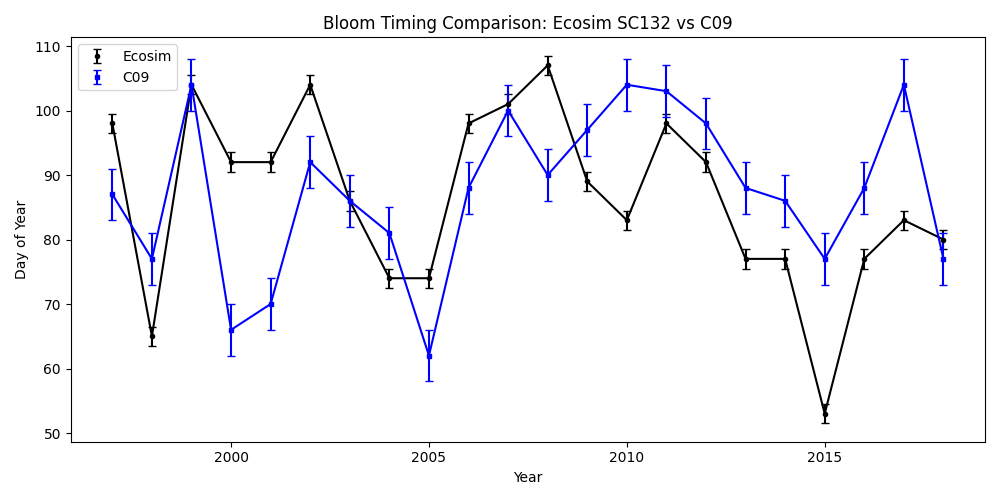 Bloom Timing Comparison: Ecosim SC132 vs C09
Ecosim
C09
Day of Year
110
100
90
80
70
60
50
2000
2005
2010
2015
Year